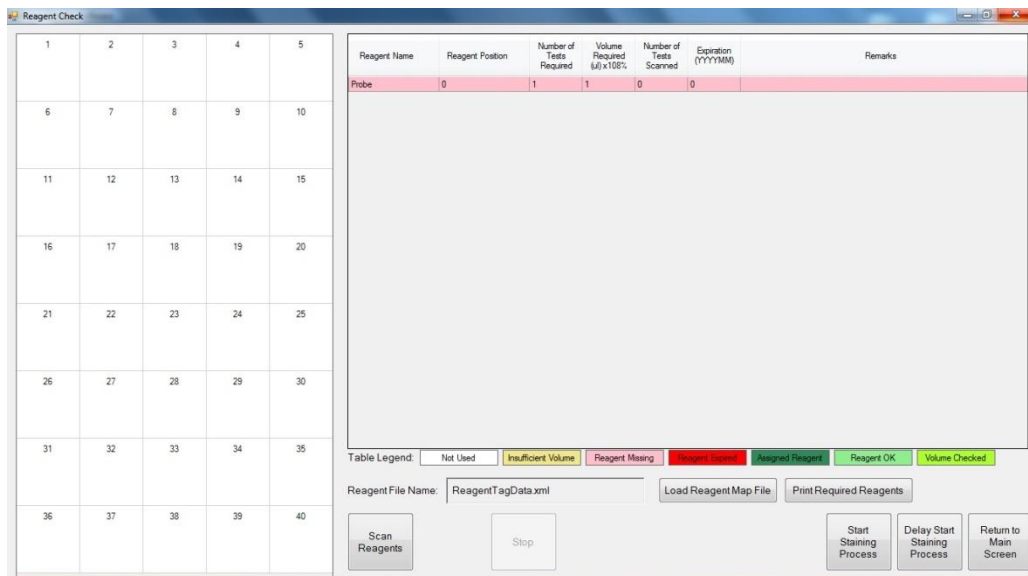 Reagent Check
1 2 3 4 5
6 7 8 9 10
11 12 13 14 15
16 17 18 19 20
21 22 23 24 25
26 27 28 29 30
31 32 33 34 35
36 37 38 39 40
Reagent Name Reagent Position Number of Tests Required Volume Required (ul) x108% Number of Tests Scanned Expiration (YYYYMM) Remarks
Probe 0 1 1 0 0
Table Legend: Not Used Insufficient Volume Reagent Missing Reagent Expired Assigned Reagent Reagent OK Volume Checked
Reagent File Name: ReagentTagData.xml Load Reagent Map File Print Required Reagents
Scan Reagents Stop Start Staining Process Delay Start Staining Process Return to Main Screen